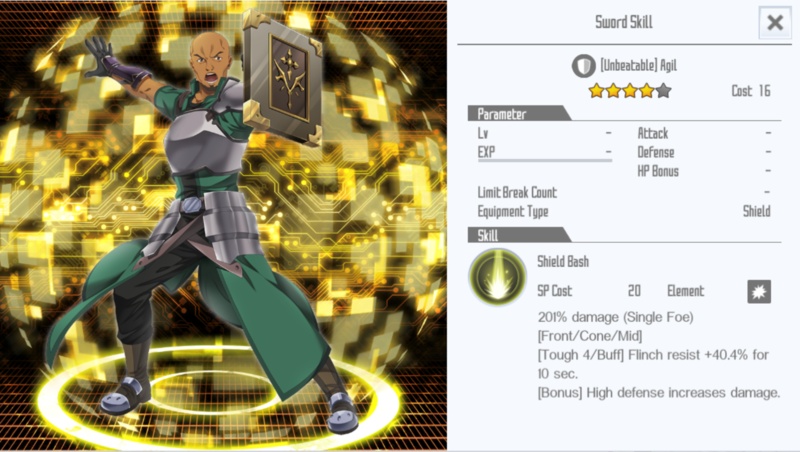 Sword Skill
[Unbeatable] Agil
Cost 16
Parameter
Lv - Attack -
EXP - Defense -
HP Bonus -
Limit Break Count -
Equipment Type Shield
Skill
Shield Bash
SP Cost 20 Element
201% damage (Single Foe)
[Front/Cone/Mid]
[Tough 4/Buff] Flinch resist +40.4% for
10 sec.
[Bonus] High defense increases damage.